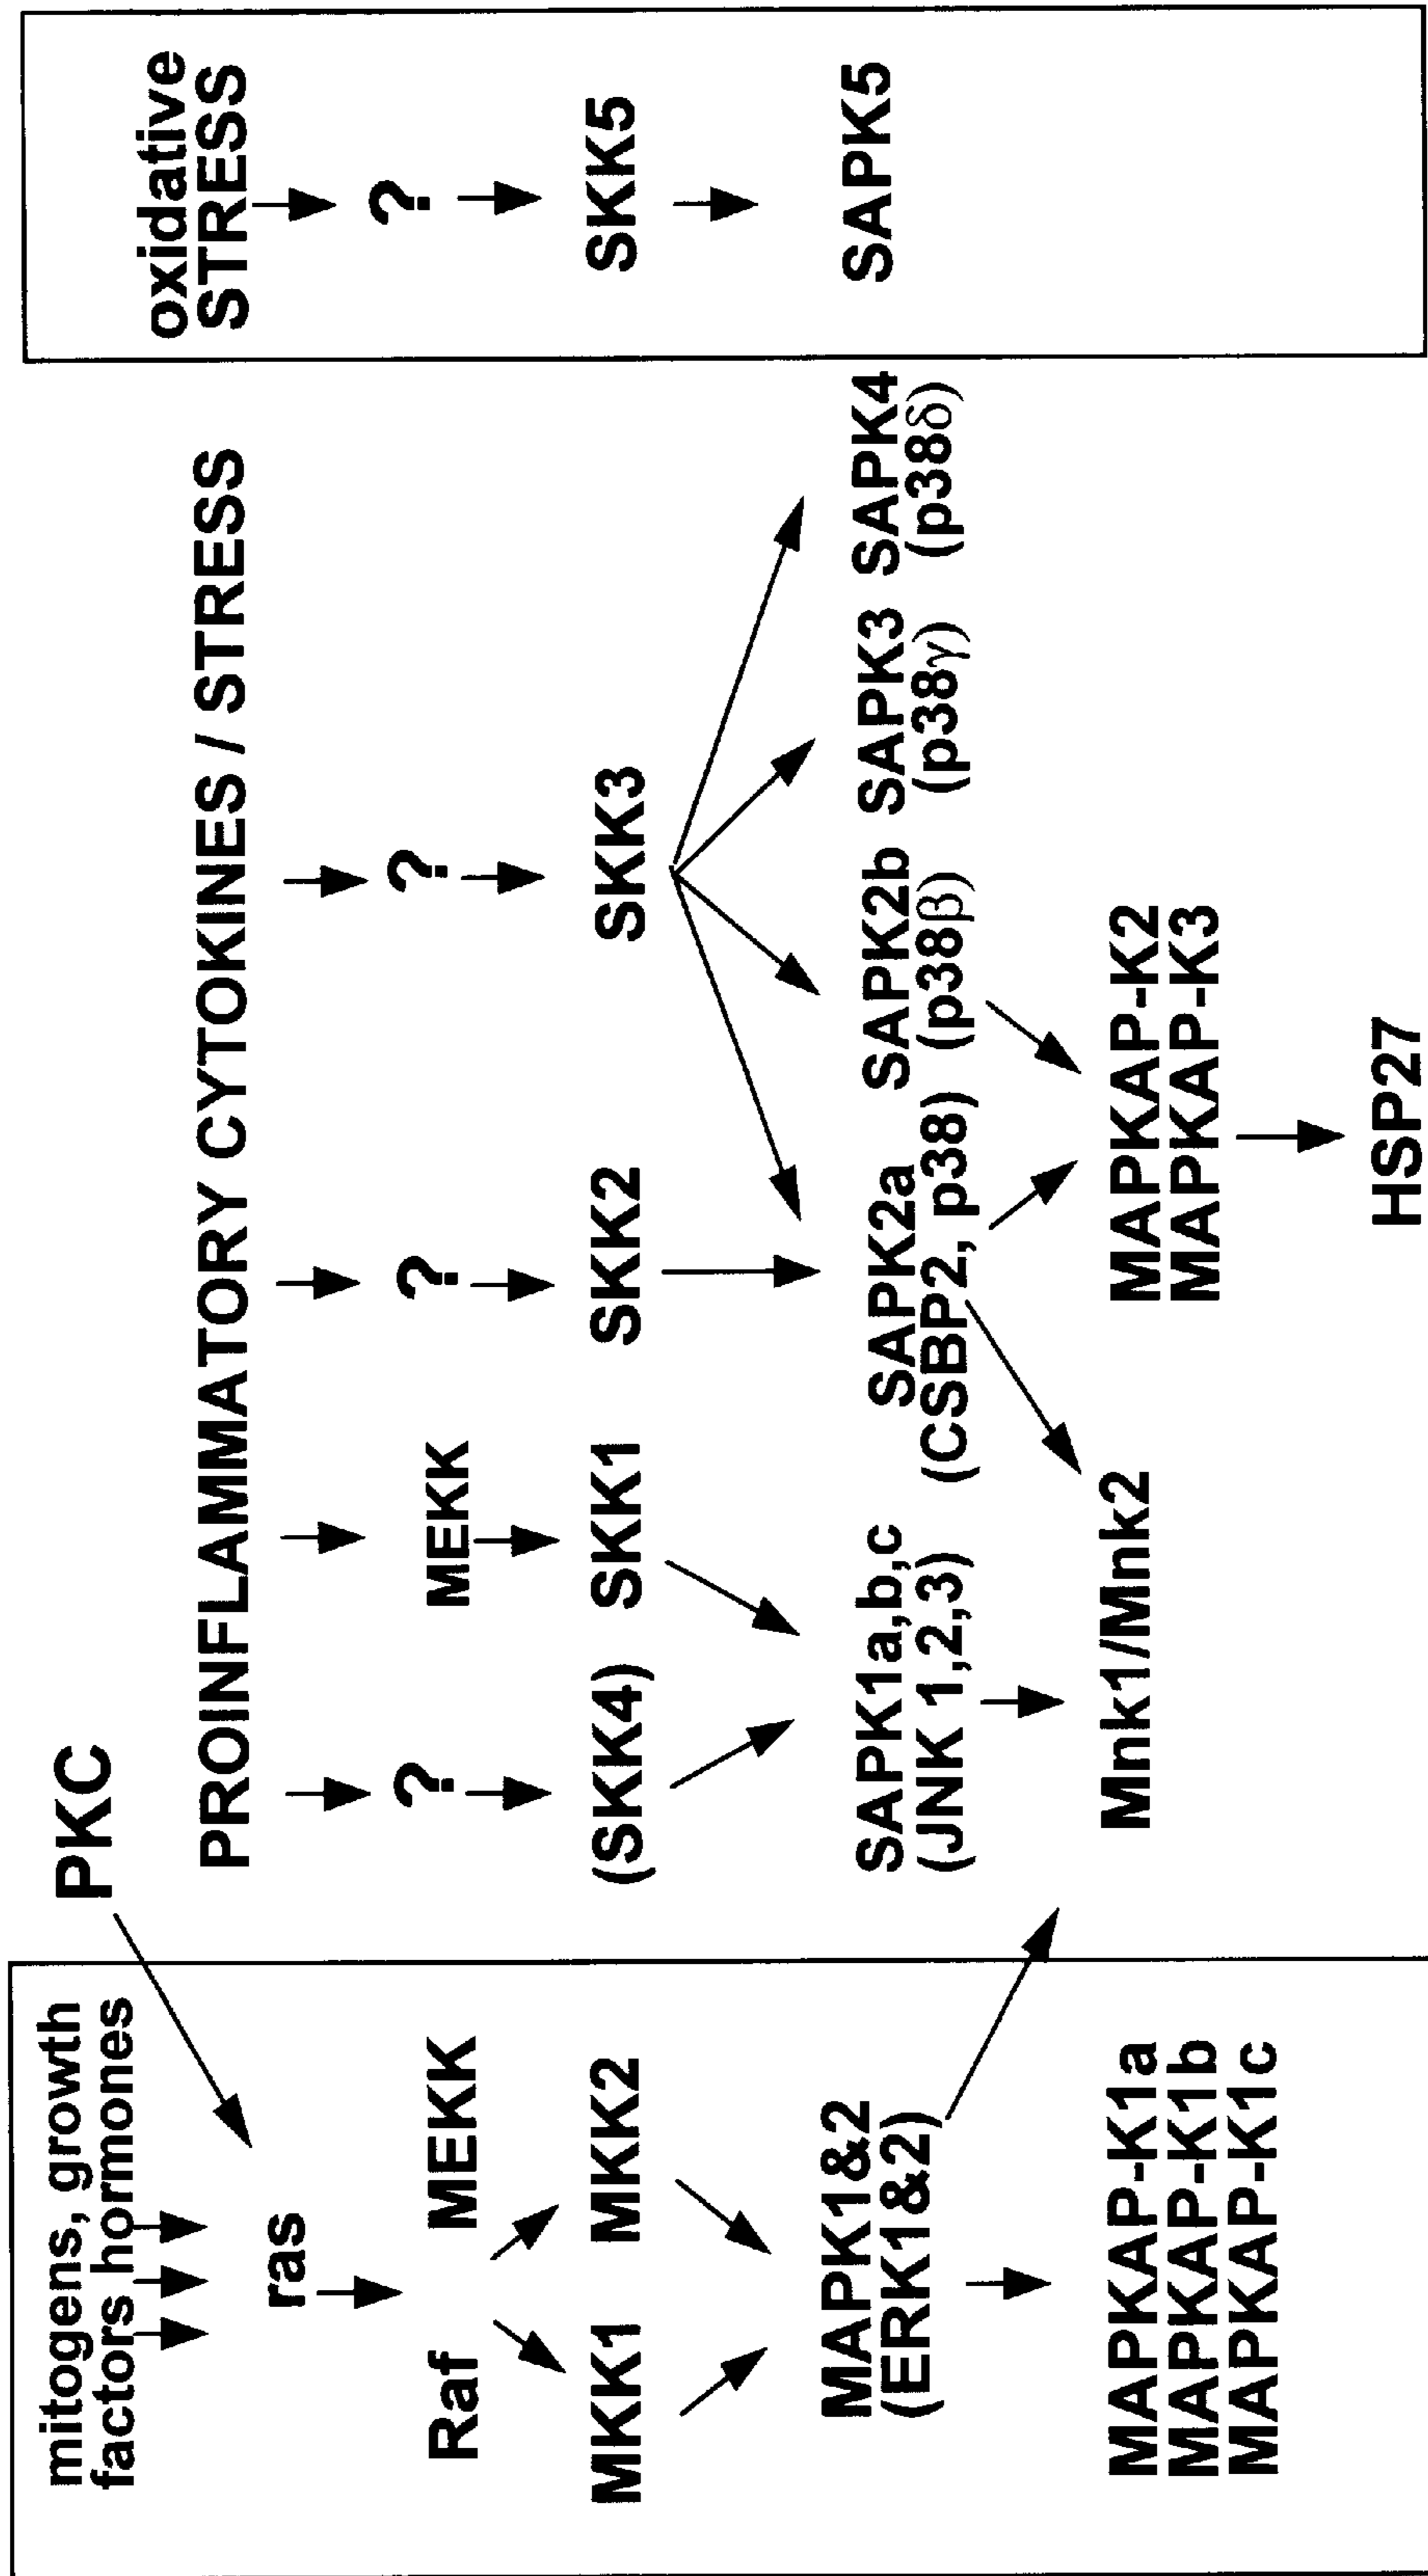 mitogens, growth
factors hormones
ras
Raf MEKK
MKK1 MKK2
MAPK1&2
(ERK1&2)
MAPKAP-K1a
MAPKAP-K1b
MAPKAP-K1c
PKC
PROINFLAMMATORY CYTOKINES / STRESS
? MEKK ? ?
(SKK4) SKK1 SKK2 SKK3
SAPK1a,b,c SAPK2a SAPK2b SAPK3 SAPK4
(JNK 1,2,3) (CSBP2, p38) (p38β) (p38γ) (p38δ)
Mnk1/Mnk2
MAPKAP-K2
MAPKAP-K3
HSP27
oxidative
STRESS
?
SKK5
SAPK5